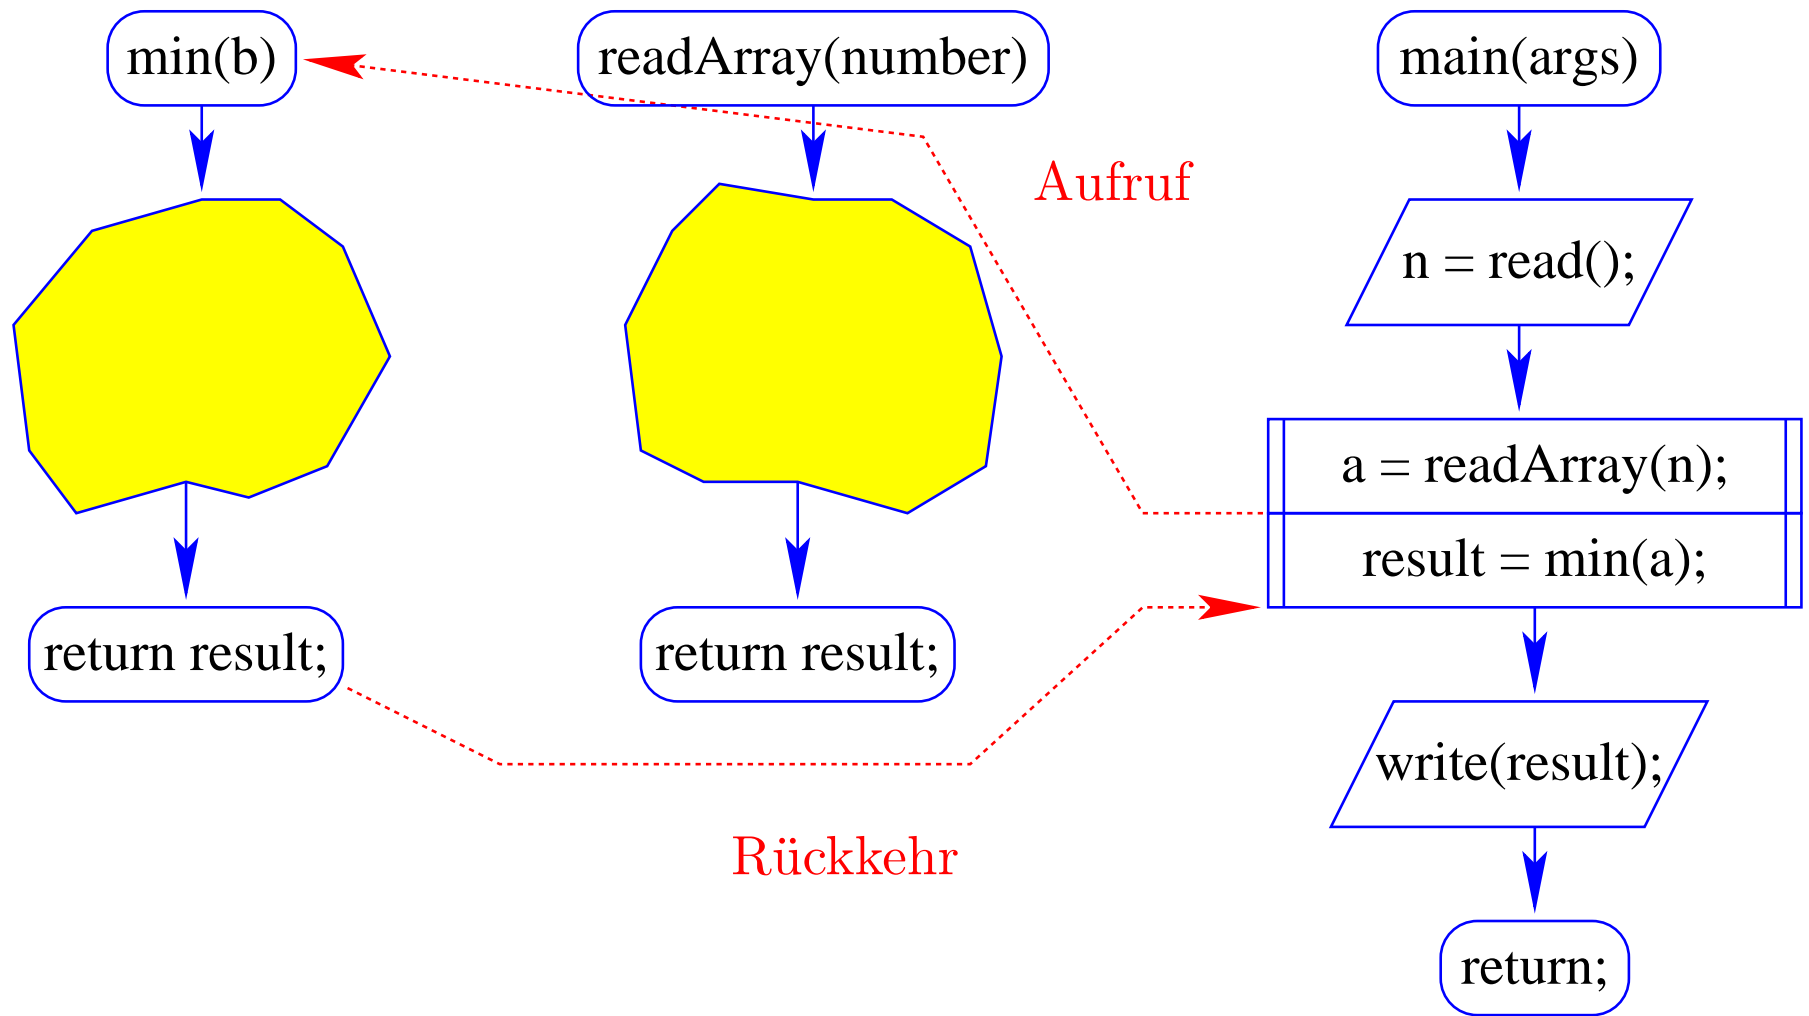 min(b)
readArray(number)
main(args)
Aufruf
n = read();
a = readArray(n);
result = min(a);
return result;
return result;
write(result);
Rückkehr
return;